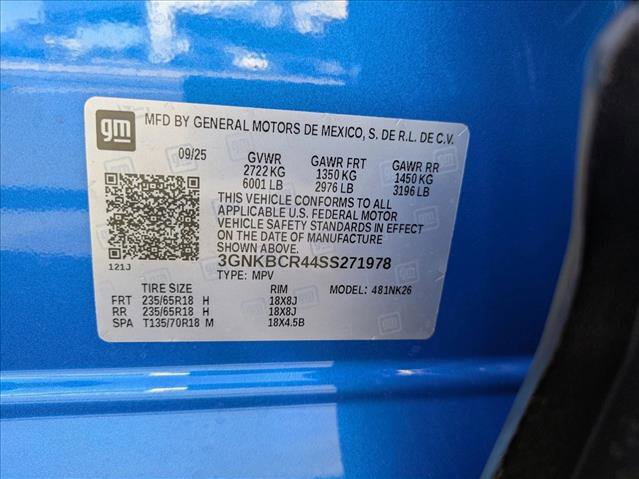 gm
MFD BY GENERAL MOTORS DE MEXICO, S. DE R.L. DE C.V.
09/25 GVWR GAWR FRT GAWR RR
2722 KG 1350 KG 1450 KG
6001 LB 2976 LB 3196 LB
THIS VEHICLE CONFORMS TO ALL
APPLICABLE U.S. FEDERAL MOTOR
VEHICLE SAFETY STANDARDS IN EFFECT
ON THE DATE OF MANUFACTURE
SHOWN ABOVE.
3GNKBCR44SS271978
121J
TYPE: MPV
TIRE SIZE RIM MODEL: 481NK26
FRT 235/65R18 H 18X8J
RR 235/65R18 H 18X8J
SPA T135/70R18 M 18X4.5B